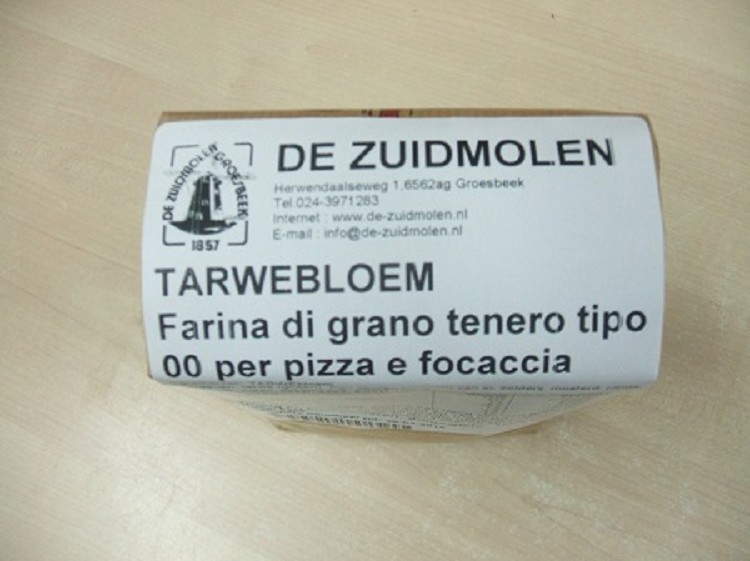 DE ZUIDMOLEN GROESBEEK
1857
DE ZUIDMOLEN
Herwendaalseweg 1,6562ag Groesbeek
Tel.024-3971283
Internet : www.de-zuidmolen.nl
E-mail : info@de-zuidmolen.nl
TARWEBLOEM
Farina di grano tenero tipo
00 per pizza e focaccia